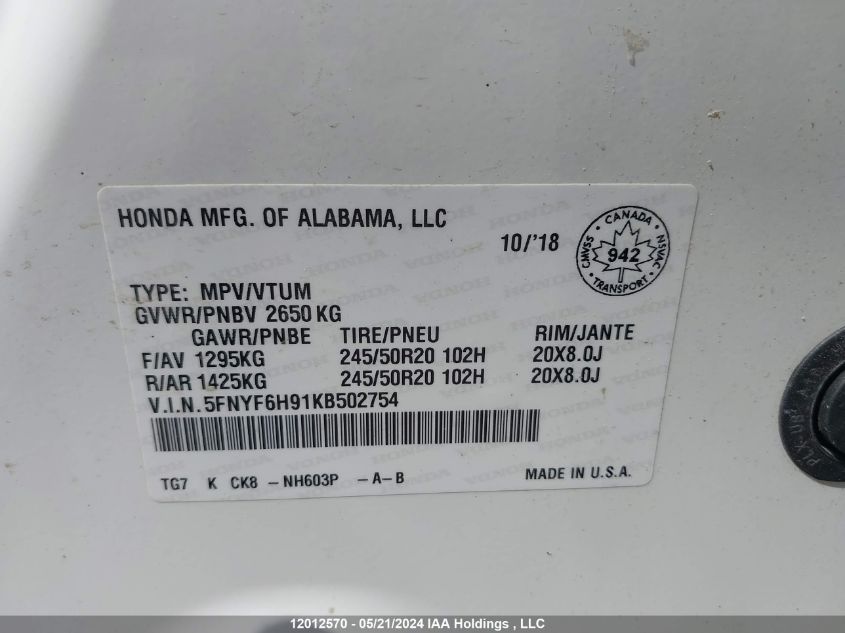 HONDA MFG. OF ALABAMA, LLC
10/'18
CANADA
CMVSS 942 NSVAC
TRANSPORT
TYPE: MPV/VTUM
GVWR/PNBV 2650 KG
GAWR/PNBE TIRE/PNEU RIM/JANTE
F/AV 1295KG 245/50R20 102H 20X8.0J
R/AR 1425KG 245/50R20 102H 20X8.0J
V.I.N. 5FNYF6H91KB502754
TG7 K CK8 -NH603P -A-B MADE IN U.S.A.
12012570 - 05/21/2024 IAA Holdings , LLC